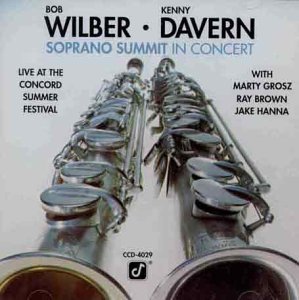 BOB
WILBER · KENNY
DAVERN
SOPRANO SUMMIT IN CONCERT
LIVE AT THE
CONCORD
SUMMER
FESTIVAL
WITH
MARTY GROSZ
RAY BROWN
JAKE HANNA
CCD-4029